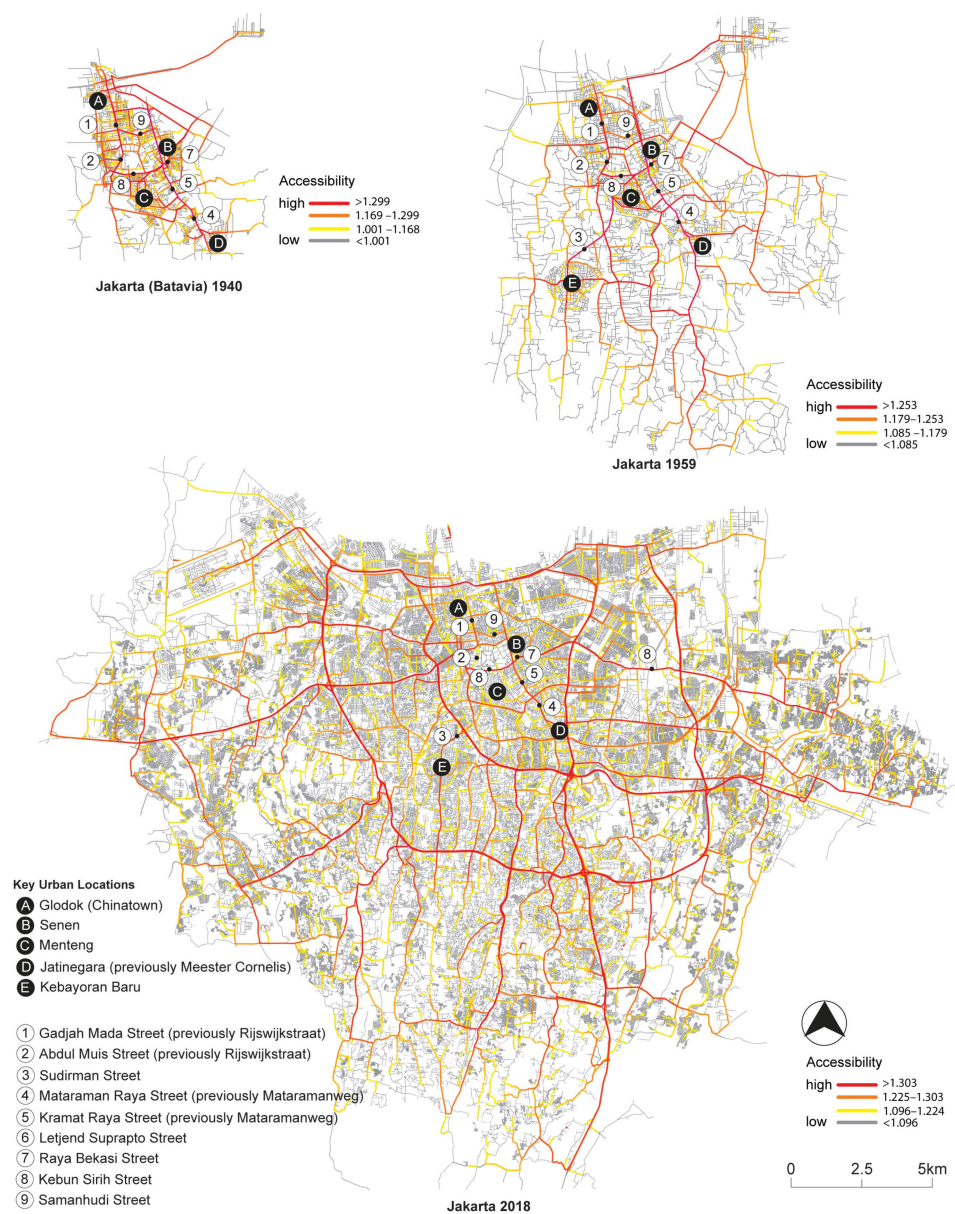 A
1
9
B
2
7
8
5
C
4
D
Accessibility
high >1.299
1.169 –1.299
1.001 –1.168
low <1.001
Jakarta (Batavia) 1940
A
1
9
B
2
7
8
5
C
4
3
D
E
Accessibility
high >1.253
1.179–1.253
1.085 –1.179
low <1.085
Jakarta 1959
A
1
9
B
2
7
8
8
5
C
4
3
D
E
Key Urban Locations
A Glodok (Chinatown)
B Senen
C Menteng
D Jatinegara (previously Meester Cornelis)
E Kebayoran Baru
1 Gadjah Mada Street (previously Rijswijkstraat)
2 Abdul Muis Street (previously Rijswijkstraat)
3 Sudirman Street
4 Mataraman Raya Street (previously Mataramanweg)
5 Kramat Raya Street (previously Mataramanweg)
6 Letjend Suprapto Street
7 Raya Bekasi Street
8 Kebun Sirih Street
9 Samanhudi Street
Accessibility
high >1.303
1.225–1.303
1.096–1.224
low <1.096
0 2.5 5km
Jakarta 2018